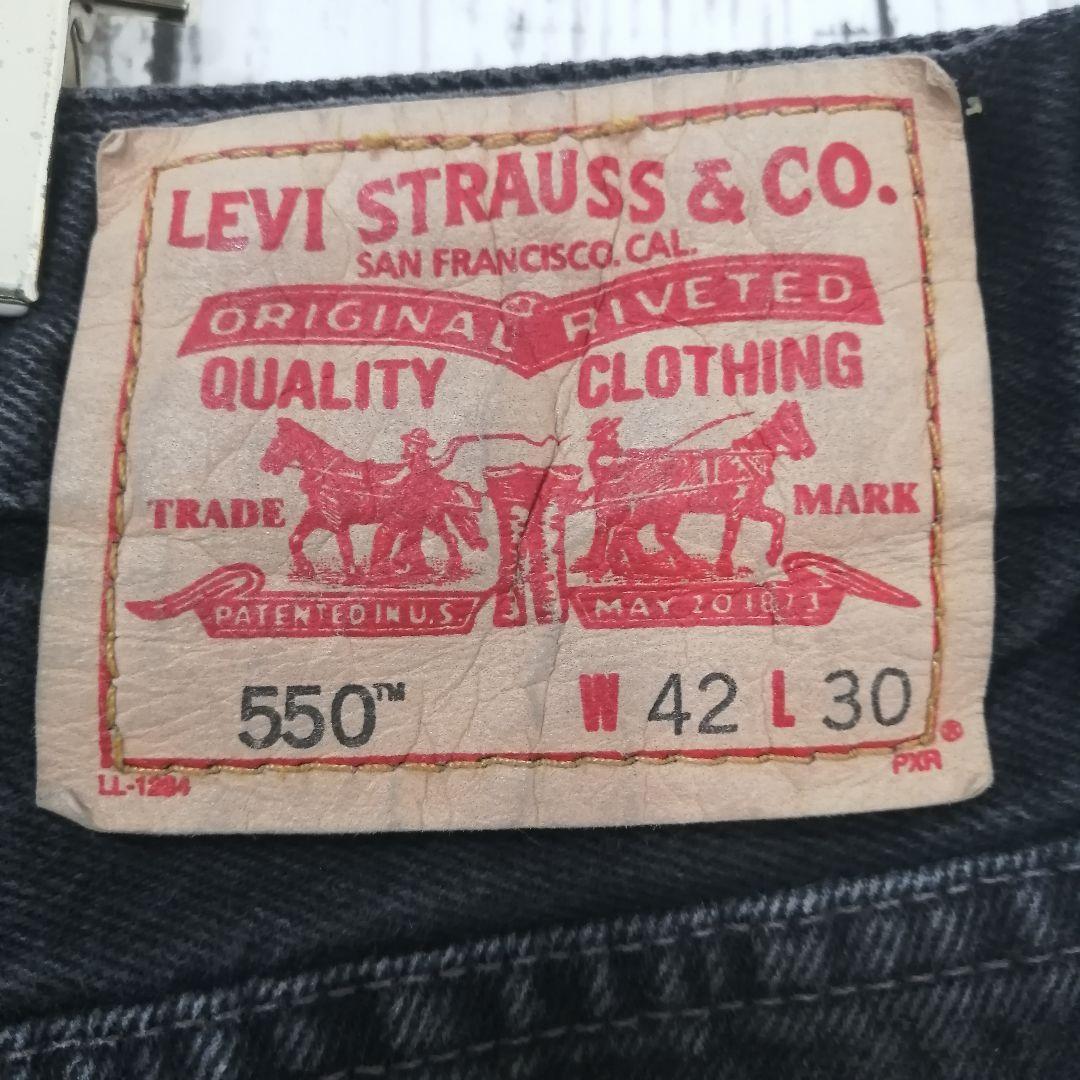 LEVI STRAUSS & CO.
SAN FRANCISCO, CAL.
ORIGINAL RIVETED
®
QUALITY CLOTHING
TRADE MARK
PATENTED IN U.S. MAY 20 1873
550™ W 42 L 30
LL-1284 PXR ®